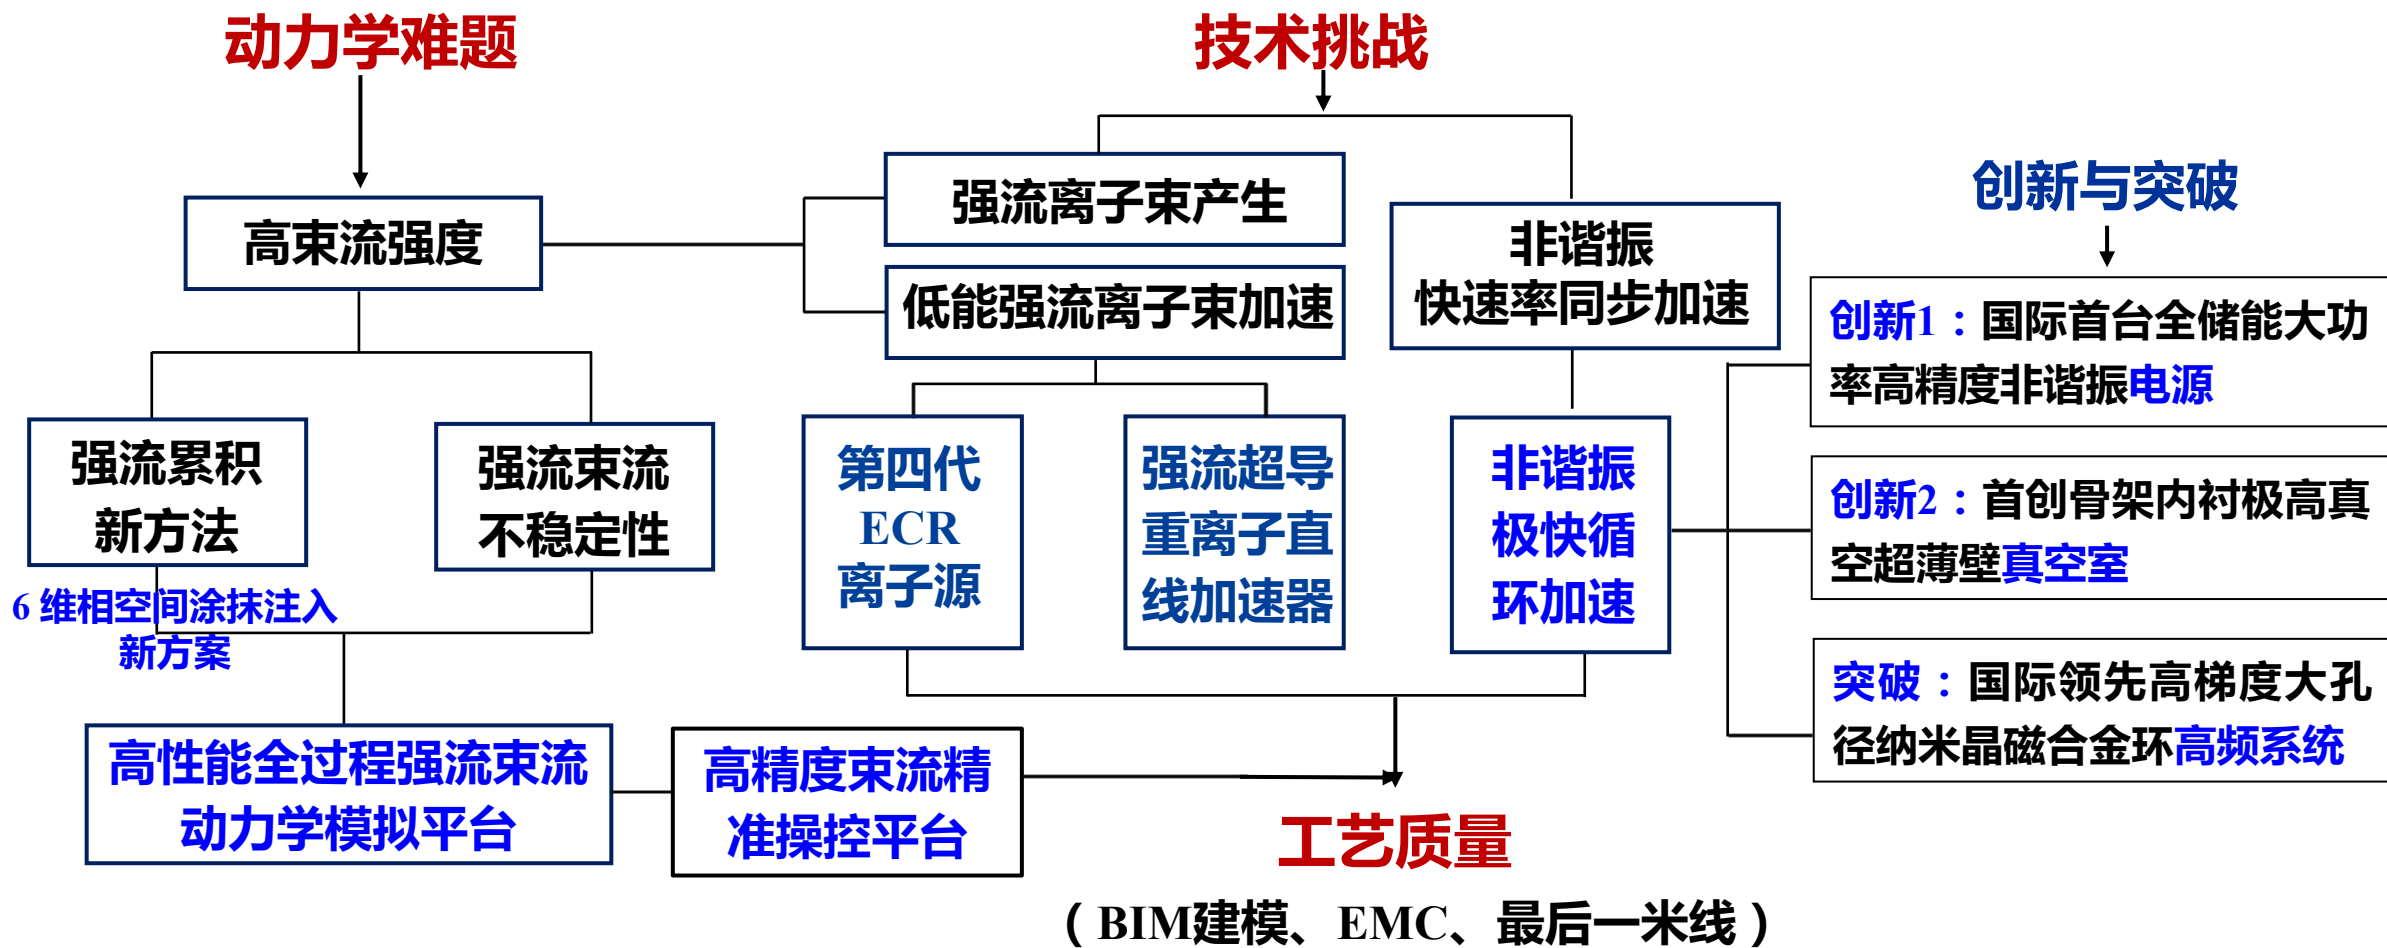 动力学难题
技术挑战
创新与突破
高束流强度
强流离子束产生
低能强流离子束加速
非谐振
快速率同步加速
强流累积
新方法
强流束流
不稳定性
6 维相空间涂抹注入
新方案
第四代
ECR
离子源
强流超导
重离子直
线加速器
非谐振
极快循
环加速
创新1：国际首台全储能大功
率高精度非谐振电源
创新2：首创骨架内衬极高真
空超薄壁真空室
突破：国际领先高梯度大孔
径纳米晶磁合金环高频系统
高性能全过程强流束流
动力学模拟平台
高精度束流精
准操控平台
工艺质量
（BIM建模、EMC、最后一米线）